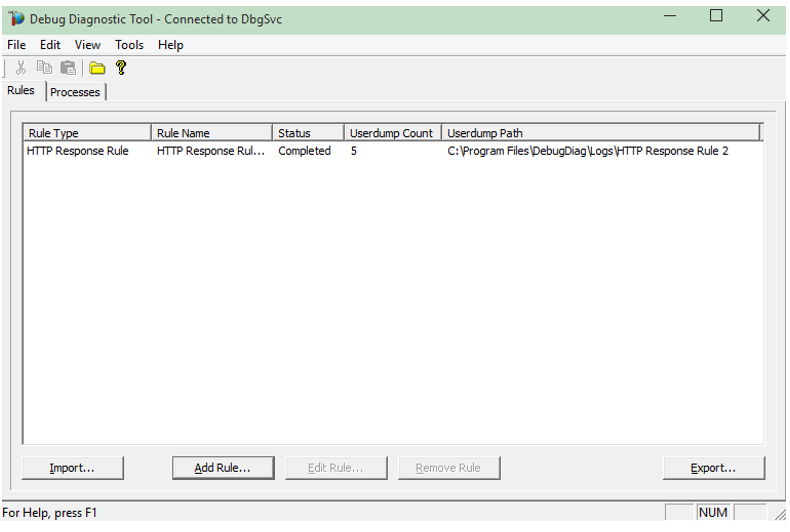 Debug Diagnostic Tool - Connected to DbgSvc
File Edit View Tools Help
Rules Processes
Rule Type Rule Name Status Userdump Count Userdump Path
HTTP Response Rule HTTP Response Rul... Completed 5 C:\Program Files\DebugDiag\Logs\HTTP Response Rule 2
Import... Add Rule... Edit Rule... Remove Rule Export...
For Help, press F1 NUM